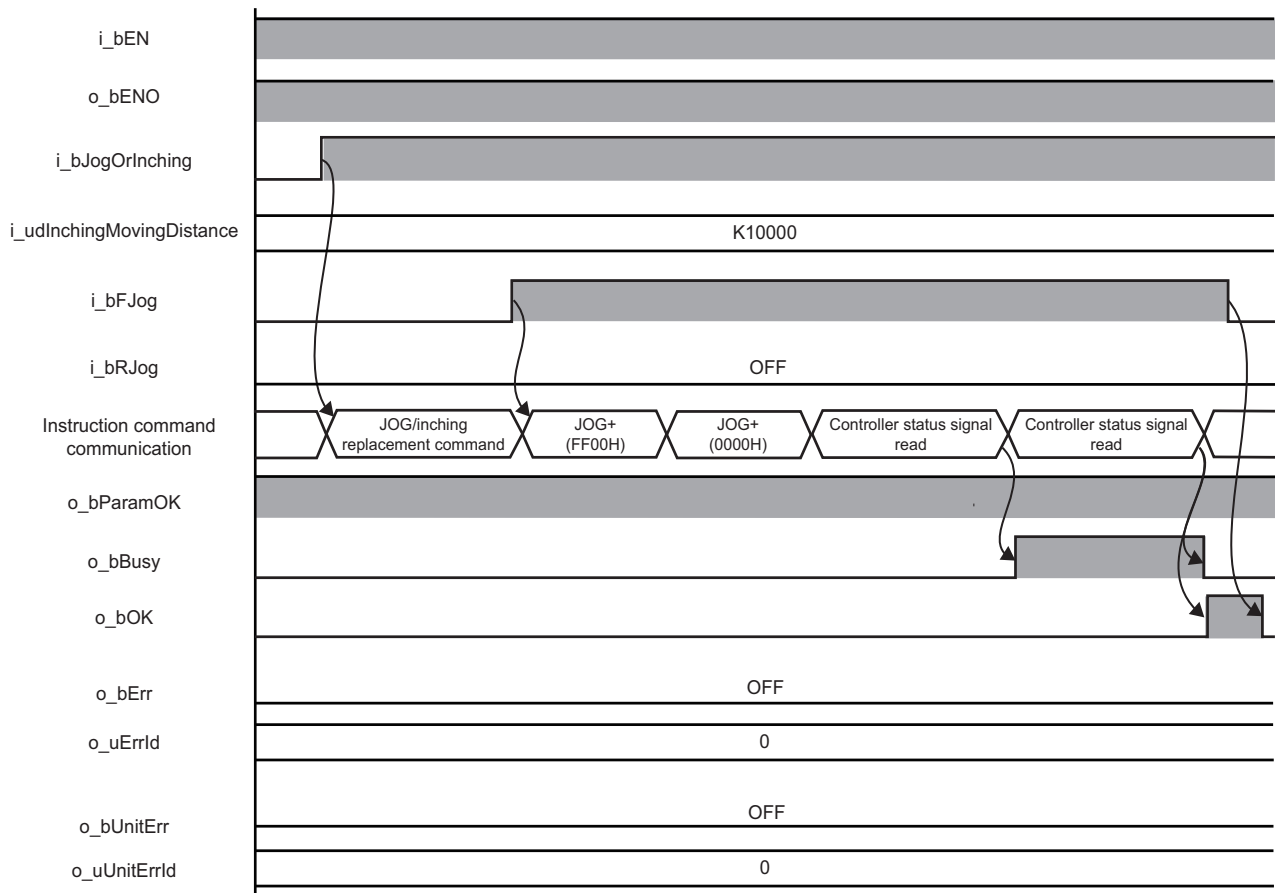 i_bEN
o_bENO
i_bJogOrInching
i_udInchingMovingDistance
K10000
i_bFJog
i_bRJog
OFF
Instruction command
communication
JOG/inching
replacement command
JOG+
(FF00H)
JOG+
(0000H)
Controller status signal
read
Controller status signal
read
o_bParamOK
o_bBusy
o_bOK
o_bErr
OFF
o_uErrId
0
o_bUnitErr
OFF
o_uUnitErrId
0